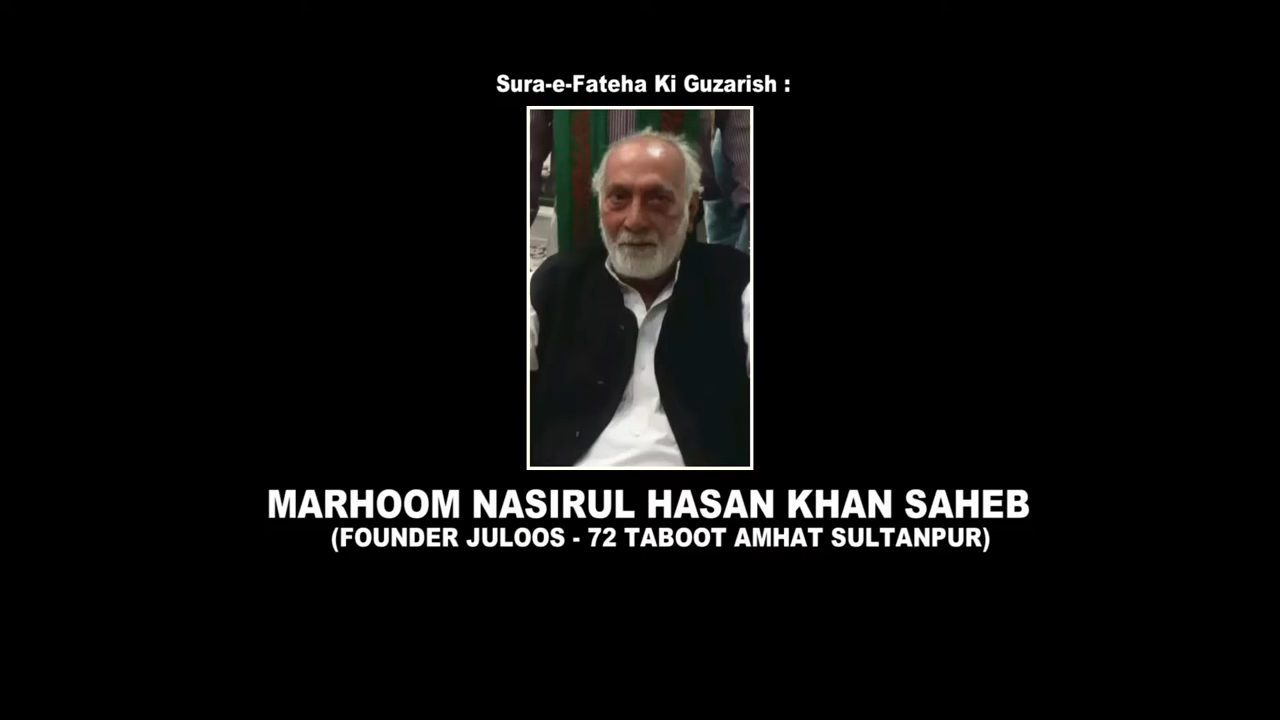 Sura-e-Fateha Ki Guzarish :
MARHOOM NASIRUL HASAN KHAN SAHEB
(FOUNDER JULOOS - 72 TABOOT AMHAT SULTANPUR)